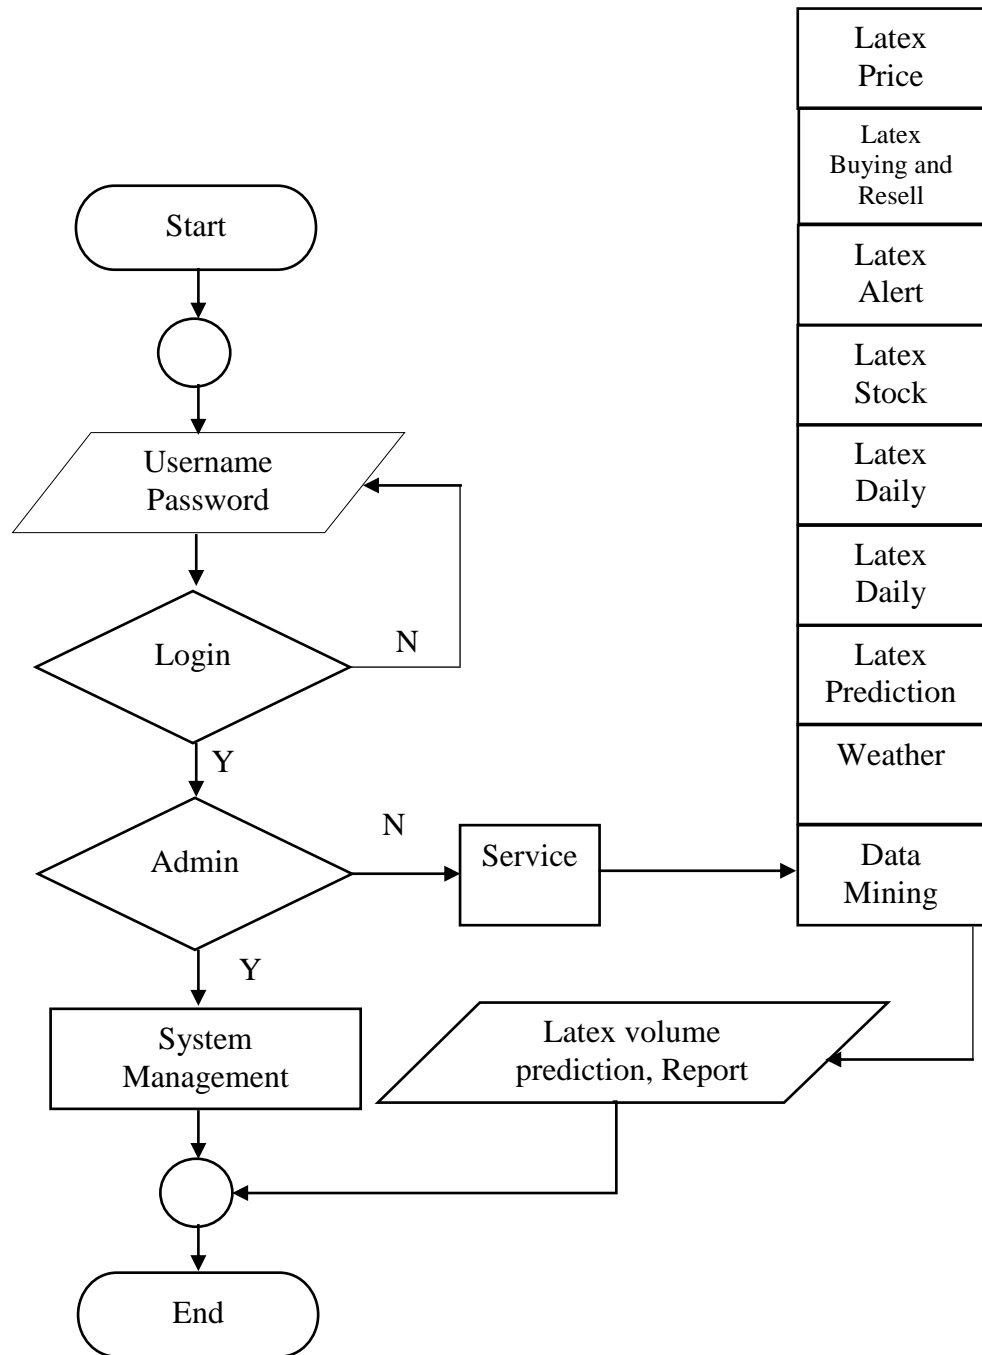 Start
Username
Password
Login
N
Y
Admin
N
Service
Y
System
Management
End
Latex
Price
Latex
Buying and
Resell
Latex
Alert
Latex
Stock
Latex
Daily
Latex
Daily
Latex
Prediction
Weather
Data
Mining
Latex volume
prediction, Report